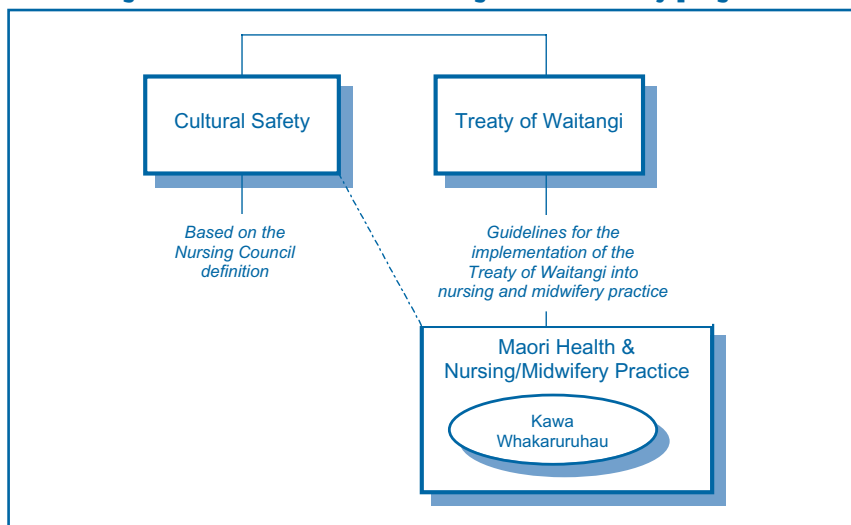 Cultural Safety
Treaty of Waitangi
Based on the
Nursing Council
definition
Guidelines for the
implementation of the
Treaty of Waitangi into
nursing and midwifery practice
Maori Health &
Nursing/Midwifery Practice
Kawa
Whakaruruhau